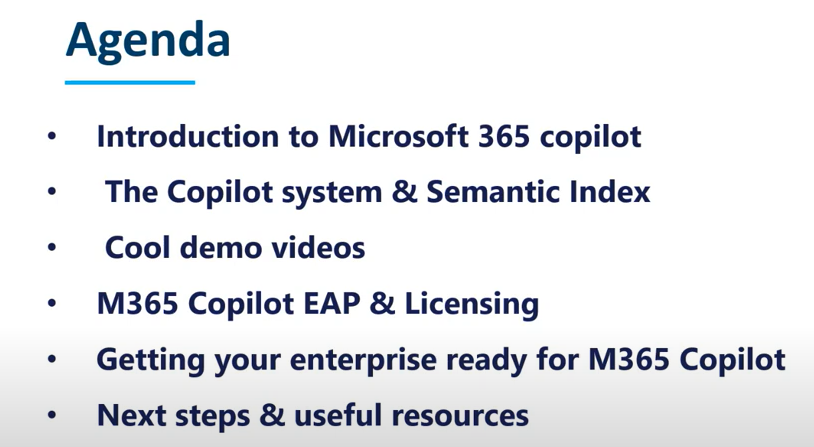 Agenda
• Introduction to Microsoft 365 copilot
• The Copilot system & Semantic Index
• Cool demo videos
• M365 Copilot EAP & Licensing
• Getting your enterprise ready for M365 Copilot
• Next steps & useful resources